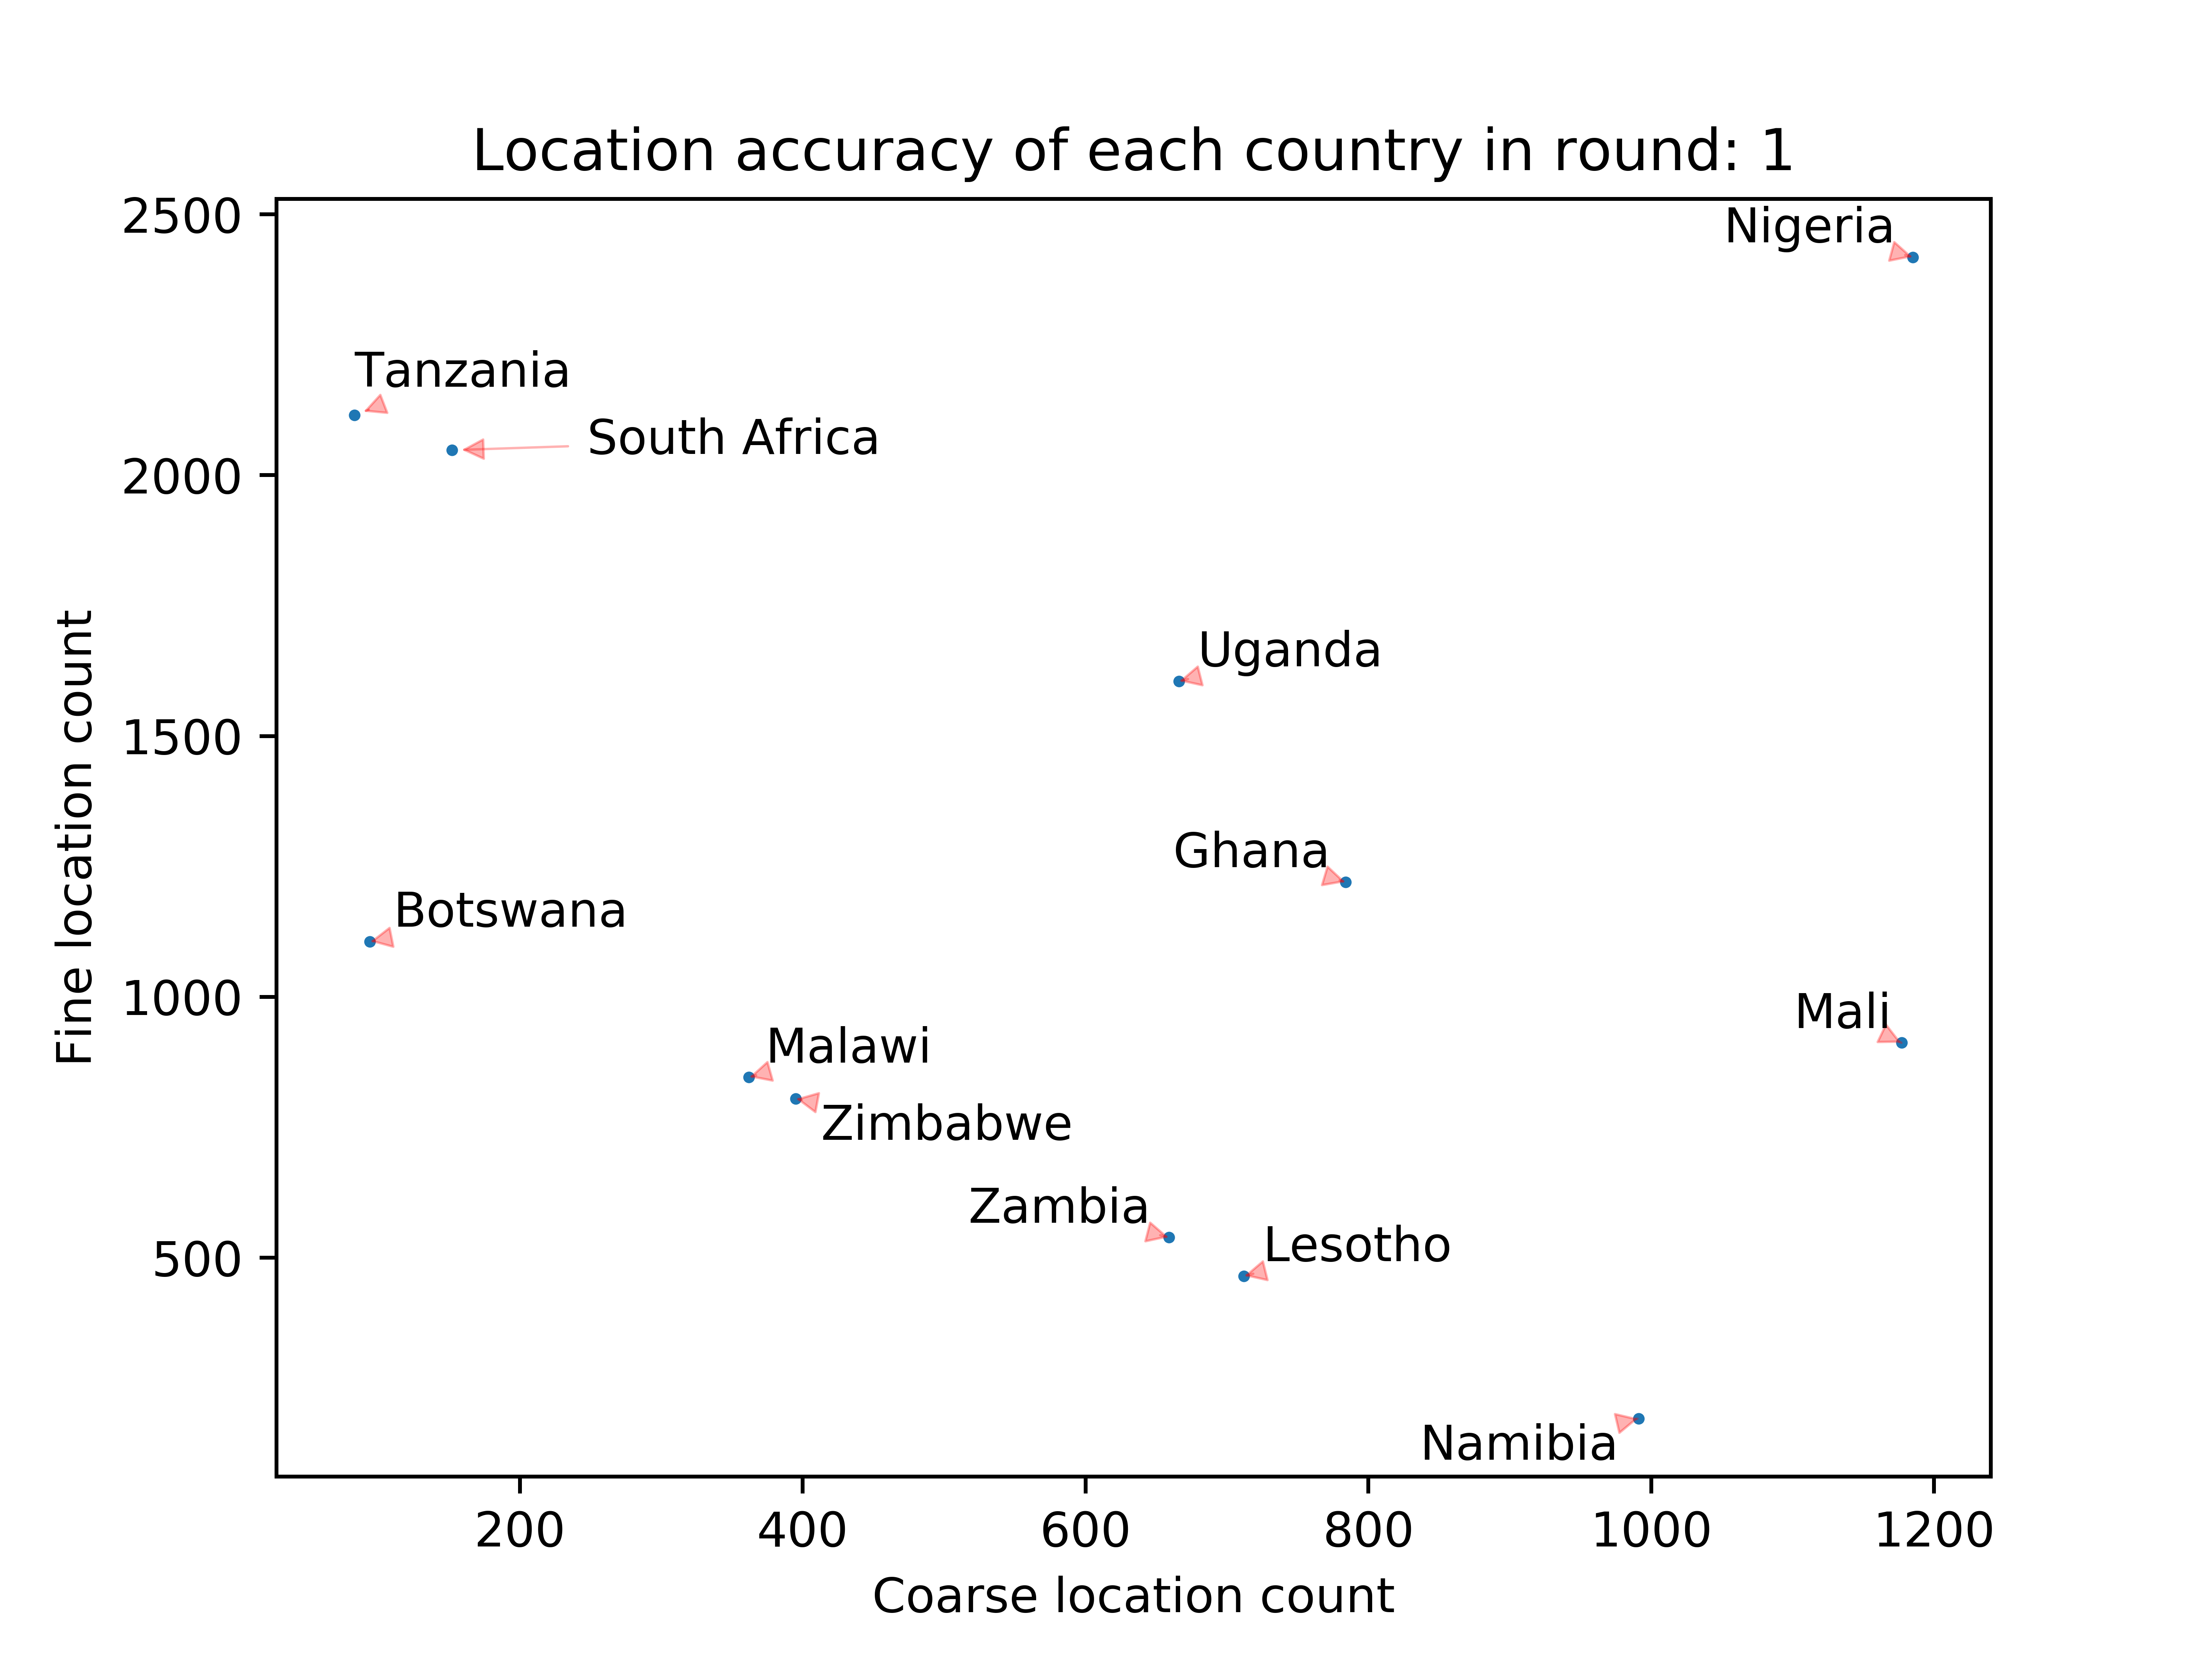 Location accuracy of each country in round: 1
2500
Nigeria
Tanzania
South Africa
2000
Uganda
1500
Ghana
Botswana
1000
Mali
Malawi
Zimbabwe
Zambia
Lesotho
500
Namibia
Fine location count
200 400 600 800 1000 1200
Coarse location count